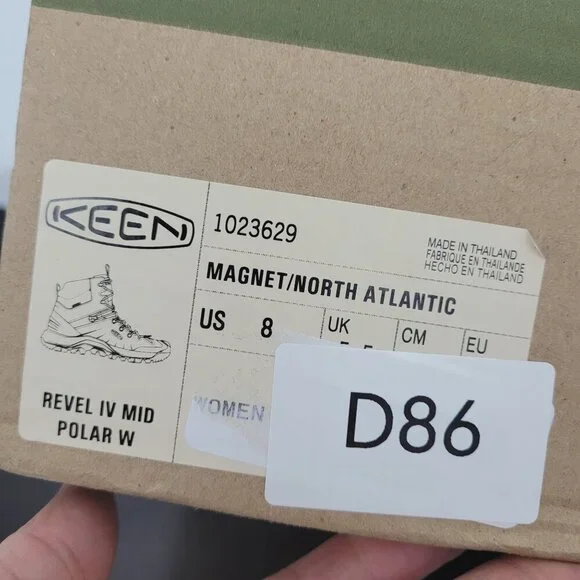 KEEN
1023629
MADE IN THAILAND
FABRIQUE EN THAILANDE
HECHO EN THAILAND
MAGNET/NORTH ATLANTIC
US 8
UK
CM
EU
WOMEN
REVEL IV MID
POLAR W
D86